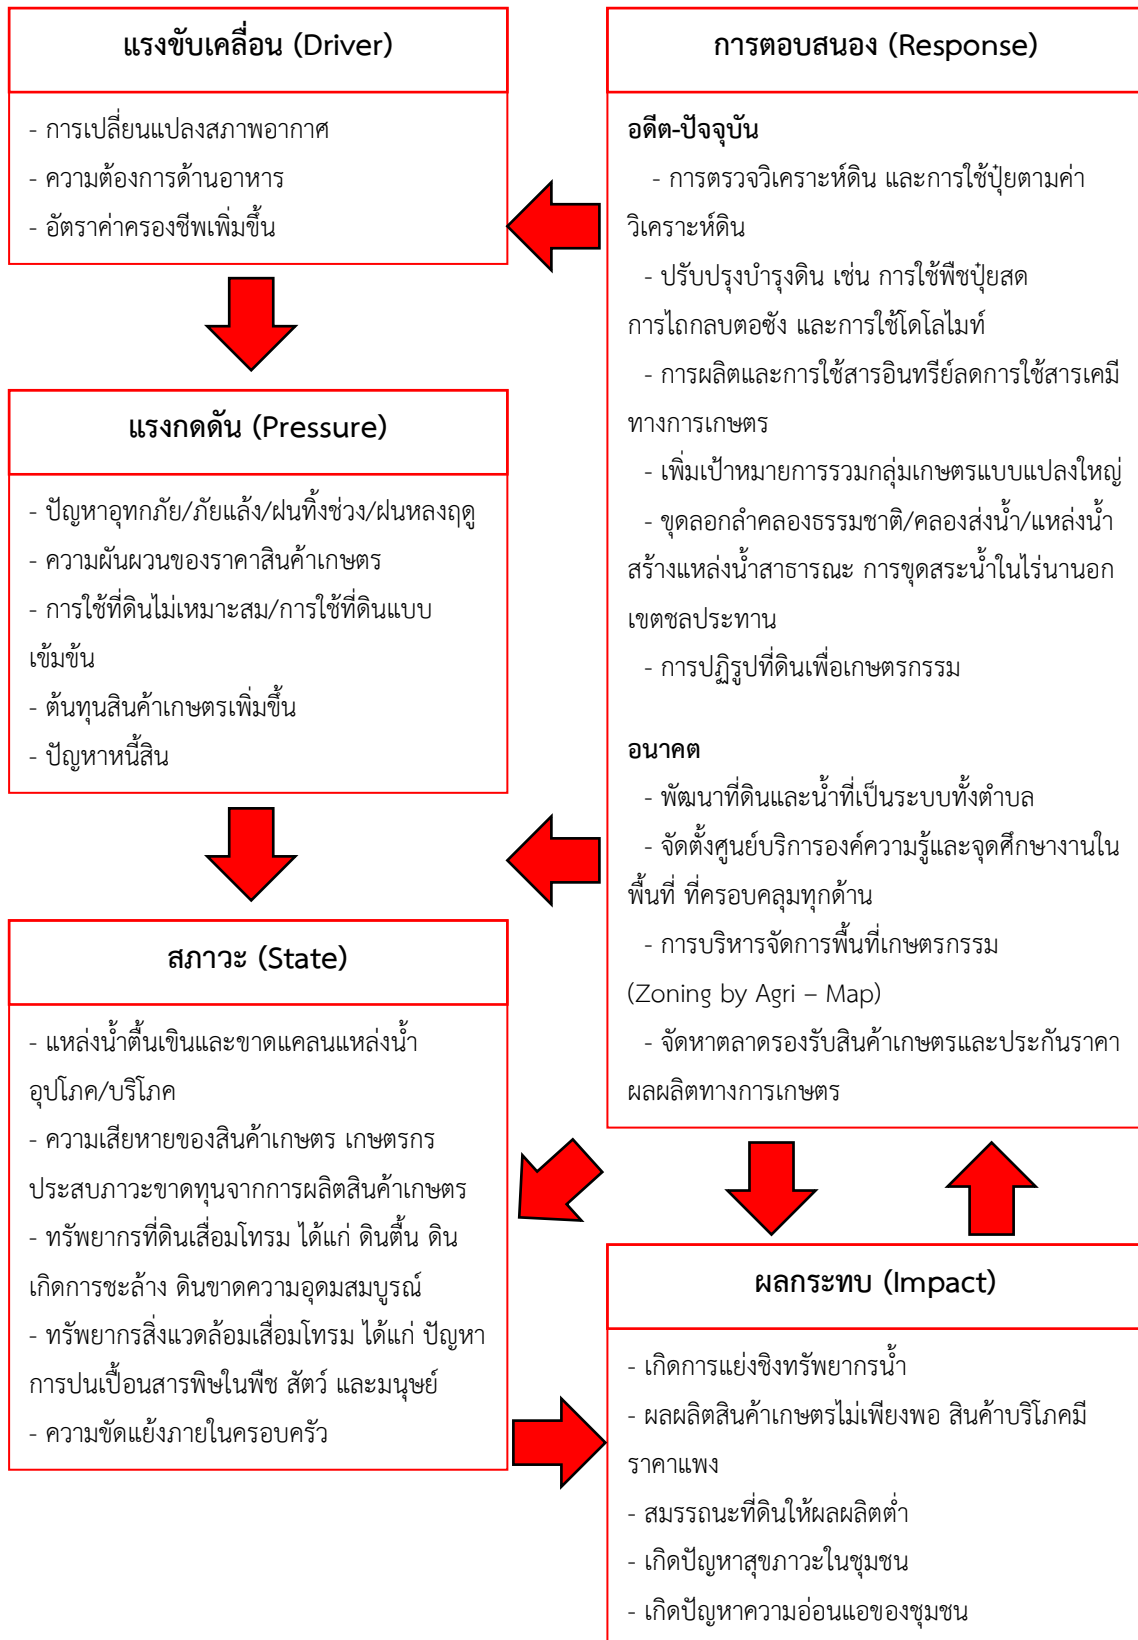 แรงขับเคลื่อน (Driver)
- การเปลี่ยนแปลงสภาพอากาศ
- ความต้องการด้านอาหาร
- อัตราค่าครองชีพเพิ่มขึ้น
แรงกดดัน (Pressure)
- ปัญหาอุทกภัย/ภัยแล้ง/ฝนทิ้งช่วง/ฝนหลงฤดู
- ความผันผวนของราคาสินค้าเกษตร
- การใช้ที่ดินไม่เหมาะสม/การใช้ที่ดินแบบ
เข้มข้น
- ต้นทุนสินค้าเกษตรเพิ่มขึ้น
- ปัญหาหนี้สิน
สภาวะ (State)
- แหล่งน้ำตื้นเขินและขาดแคลนแหล่งน้ำ
อุปโภค/บริโภค
- ความเสียหายของสินค้าเกษตร เกษตรกร
ประสบภาวะขาดทุนจากการผลิตสินค้าเกษตร
- ทรัพยากรที่ดินเสื่อมโทรม ได้แก่ ดินตื้น ดิน
เกิดการชะล้าง ดินขาดความอุดมสมบูรณ์
- ทรัพยากรสิ่งแวดล้อมเสื่อมโทรม ได้แก่ ปัญหา
การปนเปื้อนสารพิษในพืช สัตว์ และมนุษย์
- ความขัดแย้งภายในครอบครัว
การตอบสนอง (Response)
อดีต-ปัจจุบัน
- การตรวจวิเคราะห์ดิน และการใช้ปุ๋ยตามค่า
วิเคราะห์ดิน
- ปรับปรุงบำรุงดิน เช่น การใช้พืชปุ๋ยสด
การไถกลบตอซัง และการใช้โดโลไมท์
- การผลิตและการใช้สารอินทรีย์ลดการใช้สารเคมี
ทางการเกษตร
- เพิ่มเป้าหมายการรวมกลุ่มเกษตรแบบแปลงใหญ่
- ขุดลอกลำคลองธรรมชาติ/คลองส่งน้ำ/แหล่งน้ำ
สร้างแหล่งน้ำสาธารณะ การขุดสระน้ำในไร่นานอก
เขตชลประทาน
- การปฏิรูปที่ดินเพื่อเกษตรกรรม
อนาคต
- พัฒนาที่ดินและน้ำที่เป็นระบบทั้งตำบล
- จัดตั้งศูนย์บริการองค์ความรู้และจุดศึกษางานใน
พื้นที่ ที่ครอบคลุมทุกด้าน
- การบริหารจัดการพื้นที่เกษตรกรรม
(Zoning by Agri – Map)
- จัดหาตลาดรองรับสินค้าเกษตรและประกันราคา
ผลผลิตทางการเกษตร
ผลกระทบ (Impact)
- เกิดการแย่งชิงทรัพยากรน้ำ
- ผลผลิตสินค้าเกษตรไม่เพียงพอ สินค้าบริโภคมี
ราคาแพง
- สมรรถนะที่ดินให้ผลผลิตต่ำ
- เกิดปัญหาสุขภาวะในชุมชน
- เกิดปัญหาความอ่อนแอของชุมชน